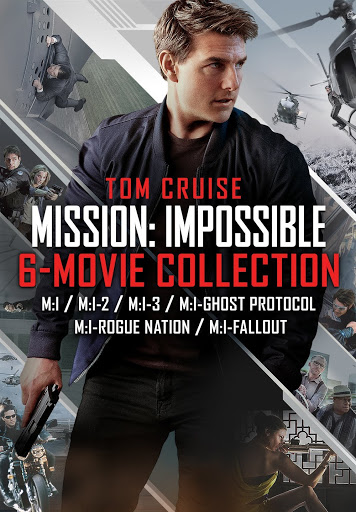 TOM CRUISE
MISSION: IMPOSSIBLE
6-MOVIE COLLECTION
M:I / M:I-2 / M:I-3 / M:I-GHOST PROTOCOL
M:I-ROGUE NATION / M:I-FALLOUT